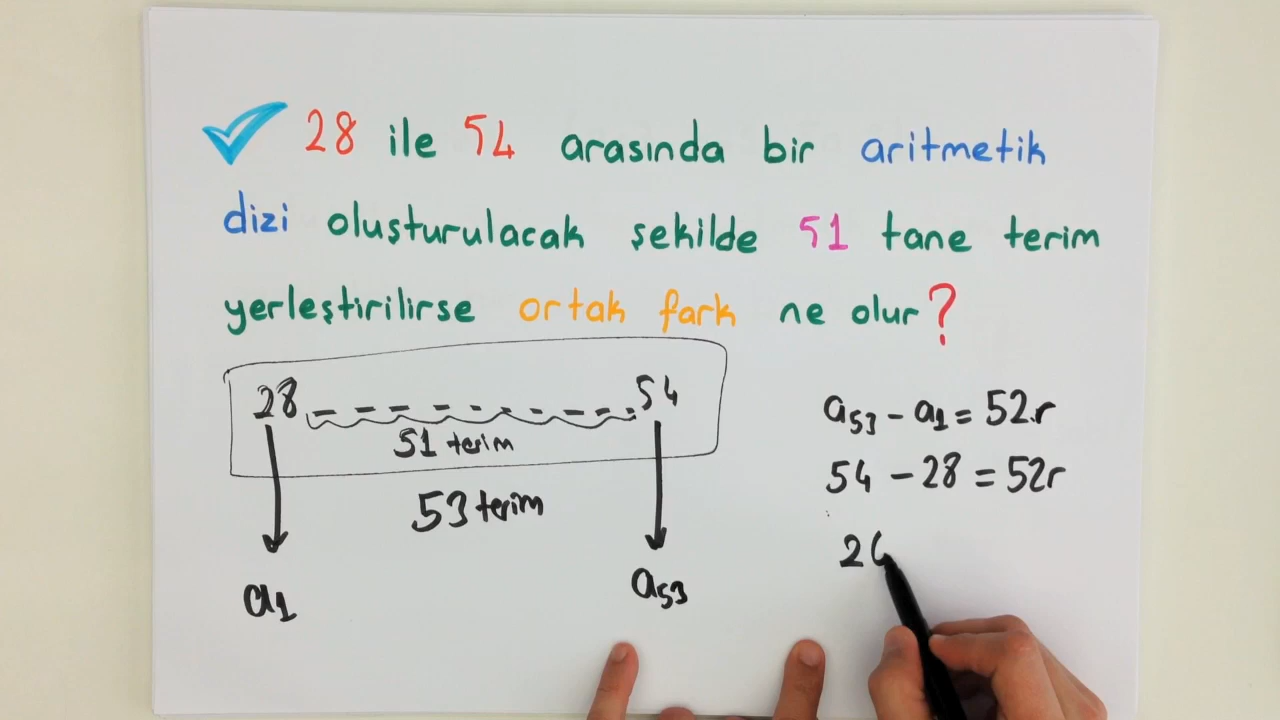 28 ile 54 arasında bir aritmetik
dizi oluşturulacak şekilde 51 tane terim
yerleştirilirse ortak fark ne olur?
28 _ _ _ _ _ _ _ _ 54
51 terim
53 terim
a₁ a₅₃
a₅₃ - a₁ = 52.r
54 - 28 = 52r
26